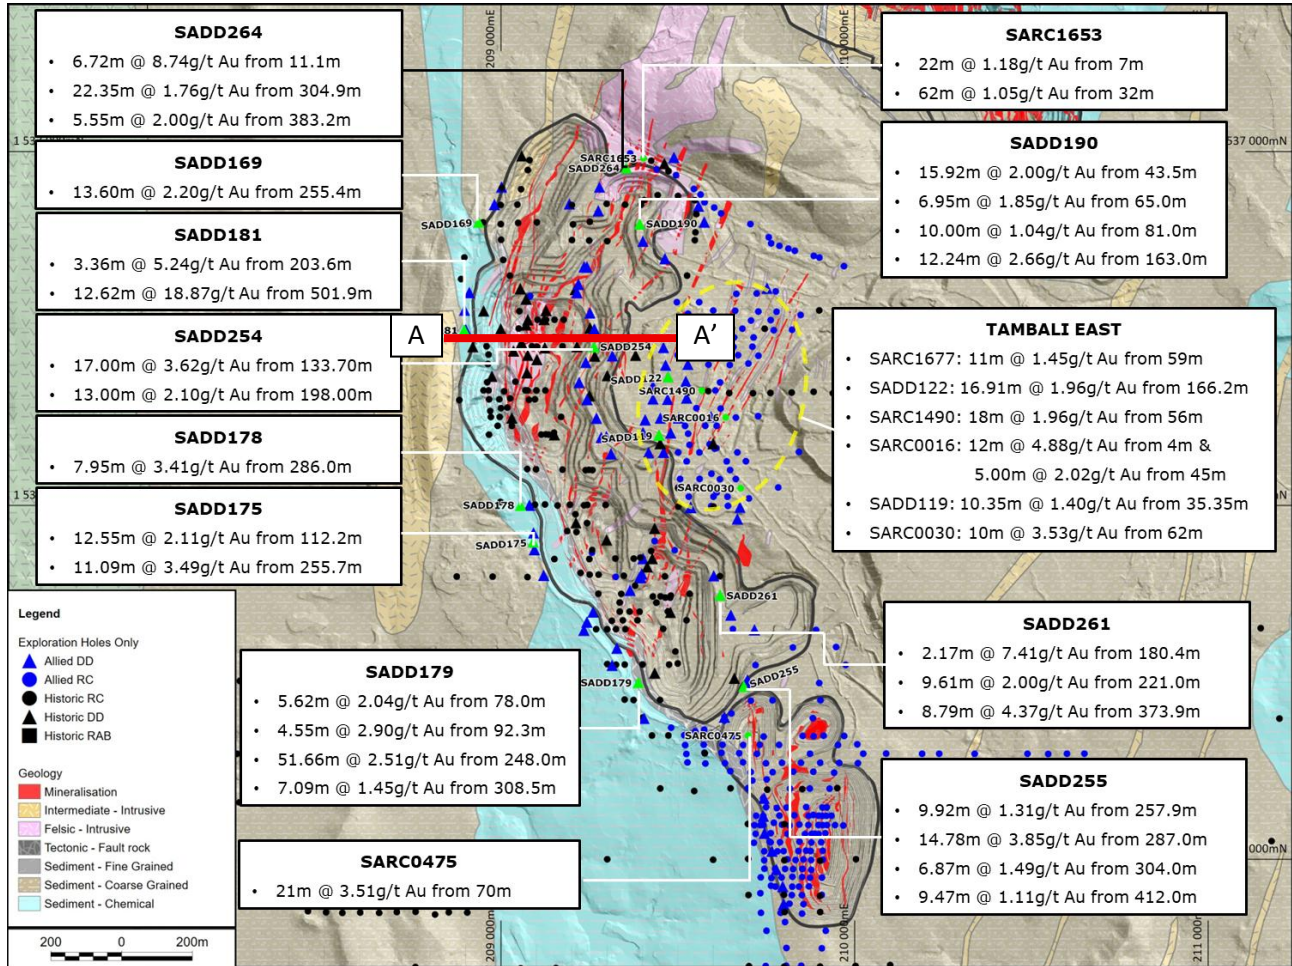 SADD264
• 6.72m @ 8.74g/t Au from 11.1m
• 22.35m @ 1.76g/t Au from 304.9m
• 5.55m @ 2.00g/t Au from 383.2m
SADD169
• 13.60m @ 2.20g/t Au from 255.4m
SADD181
• 3.36m @ 5.24g/t Au from 203.6m
• 12.62m @ 18.87g/t Au from 501.9m
SADD254
• 17.00m @ 3.62g/t Au from 133.70m
• 13.00m @ 2.10g/t Au from 198.00m
SADD178
• 7.95m @ 3.41g/t Au from 286.0m
SADD175
• 12.55m @ 2.11g/t Au from 112.2m
• 11.09m @ 3.49g/t Au from 255.7m
SARC1653
• 22m @ 1.18g/t Au from 7m
• 62m @ 1.05g/t Au from 32m
SADD190
• 15.92m @ 2.00g/t Au from 43.5m
• 6.95m @ 1.85g/t Au from 65.0m
• 10.00m @ 1.04g/t Au from 81.0m
• 12.24m @ 2.66g/t Au from 163.0m
TAMBALI EAST
• SARC1677: 11m @ 1.45g/t Au from 59m
• SADD122: 16.91m @ 1.96g/t Au from 166.2m
• SARC1490: 18m @ 1.96g/t Au from 56m
• SARC0016: 12m @ 4.88g/t Au from 4m &
5.00m @ 2.02g/t Au from 45m
• SADD119: 10.35m @ 1.40g/t Au from 35.35m
• SARC0030: 10m @ 3.53g/t Au from 62m
SADD261
• 2.17m @ 7.41g/t Au from 180.4m
• 9.61m @ 2.00g/t Au from 221.0m
• 8.79m @ 4.37g/t Au from 373.9m
SADD255
• 9.92m @ 1.31g/t Au from 257.9m
• 14.78m @ 3.85g/t Au from 287.0m
• 6.87m @ 1.49g/t Au from 304.0m
• 9.47m @ 1.11g/t Au from 412.0m
SADD179
• 5.62m @ 2.04g/t Au from 78.0m
• 4.55m @ 2.90g/t Au from 92.3m
• 51.66m @ 2.51g/t Au from 248.0m
• 7.09m @ 1.45g/t Au from 308.5m
SARC0475
• 21m @ 3.51g/t Au from 70m
209 000mE
210 000mE
537 000mN
SARC1653
SADD264
SADD169
SADD190
81
A
A'
SADD254
SADD122
SARC1490
SARC0016
SADD119
SARC0030
SADD178
SADD175
SADD261
SADD179
SADD255
SARC0475
000mN
209 000mE
210 000mE
211 000mE
Legend
Exploration Holes Only
Allied DD
Allied RC
Historic RC
Historic DD
Historic RAB
Geology
Mineralisation
Intermediate - Intrusive
Felsic - Intrusive
Tectonic - Fault rock
Sediment - Fine Grained
Sediment - Coarse Grained
Sediment - Chemical
200 0 200m